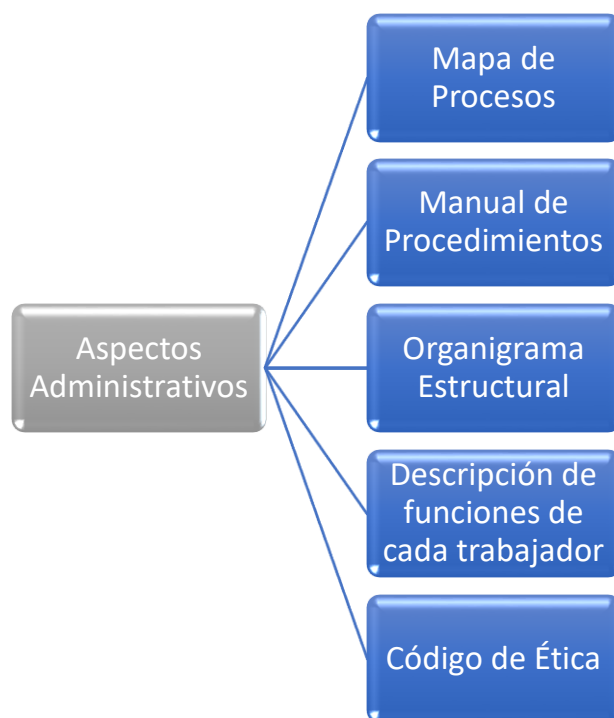 Mapa de
Procesos
Manual de
Procedimientos
Aspectos
Administrativos
Organigrama
Estructural
Descripción de
funciones de
cada trabajador
Código de Ética